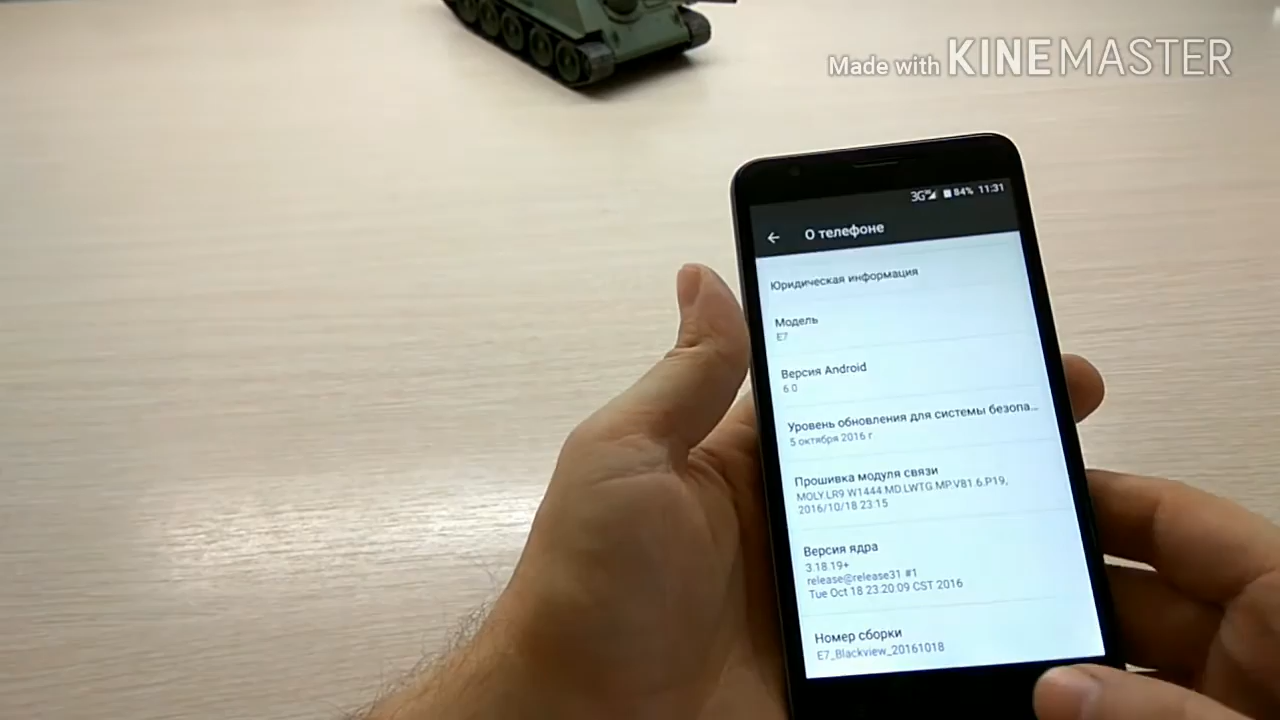 Made with KINEMASTER
3G 84% 11:31
О телефоне
Юридическая информация
Модель
E7
Версия Android
6.0
Уровень обновления для системы безопа...
5 октября 2016 г
Прошивка модуля связи
MOLY.LR9.W1444.MD.LWTG.MP.V81.6.P19,
2016/10/18 23:15
Версия ядра
3.18.19+
release@release31 #1
Tue Oct 18 23:20:09 CST 2016
Номер сборки
E7_Blackview_20161018